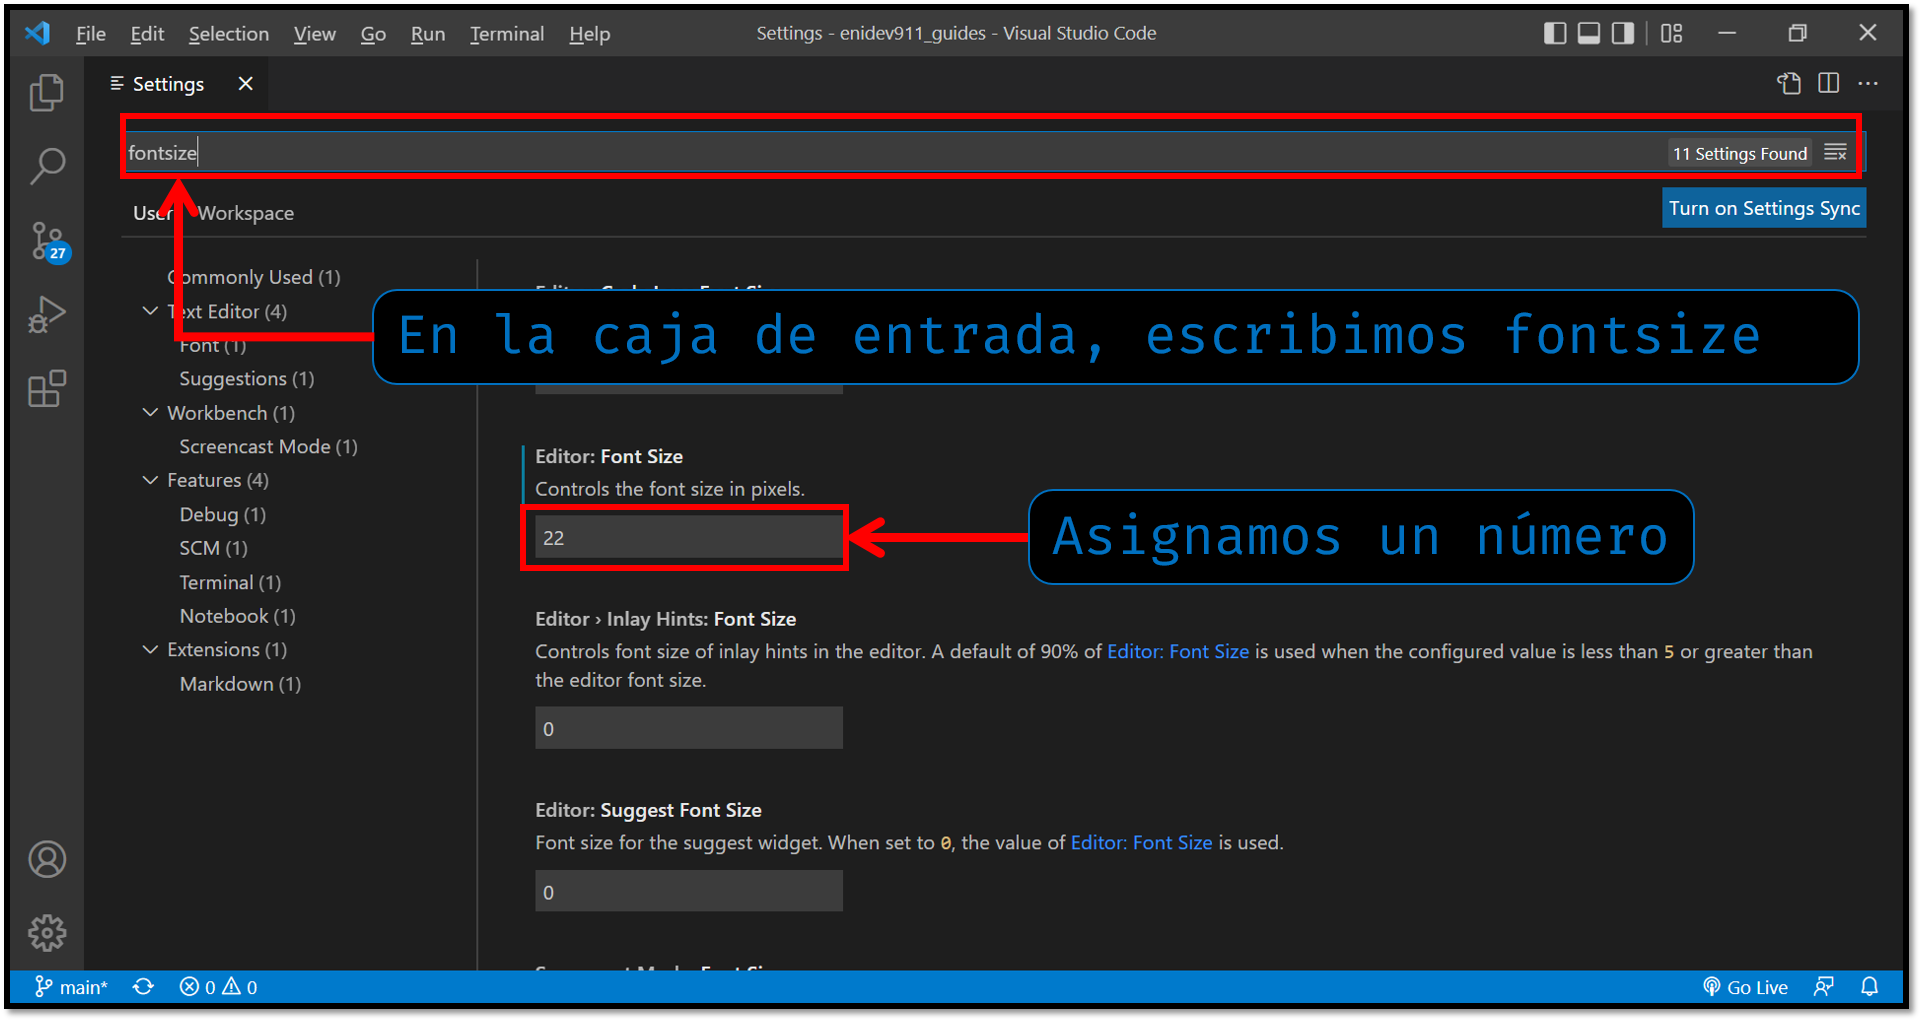 File Edit Selection View Go Run Terminal Help Settings - enidev911_guides - Visual Studio Code
Settings
fontsize 11 Settings Found
User Workspace Turn on Settings Sync
Commonly Used (1)
Text Editor (4)
Font (1)
Suggestions (1)
Workbench (1)
Screencast Mode (1)
Features (4)
Debug (1)
SCM (1)
Terminal (1)
Notebook (1)
Extensions (1)
Markdown (1)
En la caja de entrada, escribimos fontsize
Editor: Font Size
Controls the font size in pixels.
22
Asignamos un número
Editor › Inlay Hints: Font Size
Controls font size of inlay hints in the editor. A default of 90% of Editor: Font Size is used when the configured value is less than 5 or greater than
the editor font size.
0
Editor: Suggest Font Size
Font size for the suggest widget. When set to 0, the value of Editor: Font Size is used.
0
27
main* 0 0 Go Live